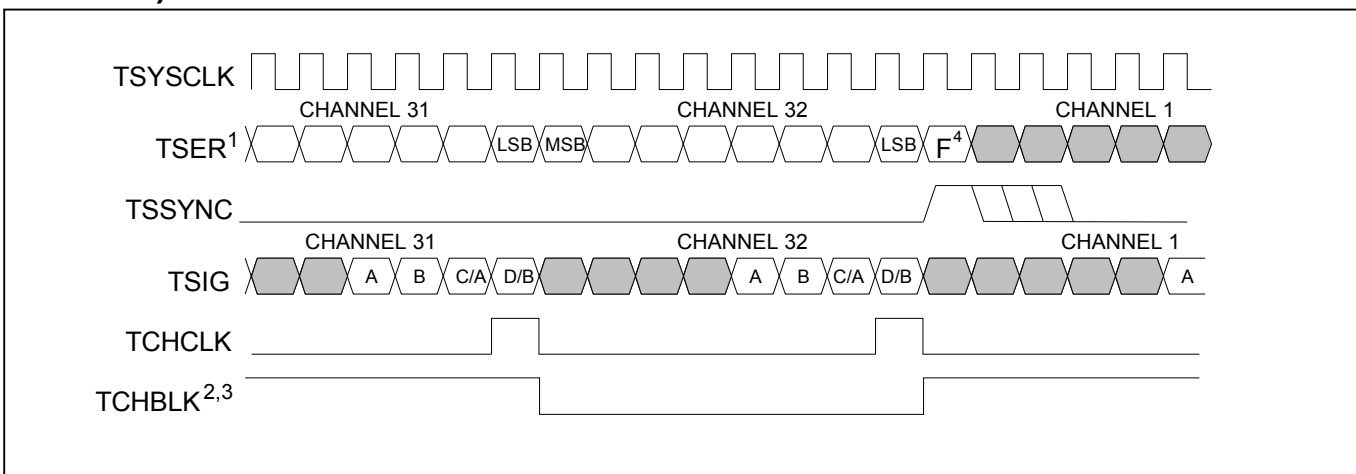 TSYSCLK
CHANNEL 31 CHANNEL 32 CHANNEL 1
TSER1 LSB MSB LSB F4
TSSYNC
CHANNEL 31 CHANNEL 32 CHANNEL 1
TSIG A B C/A D/B A B C/A D/B A
TCHCLK
TCHBLK2,3